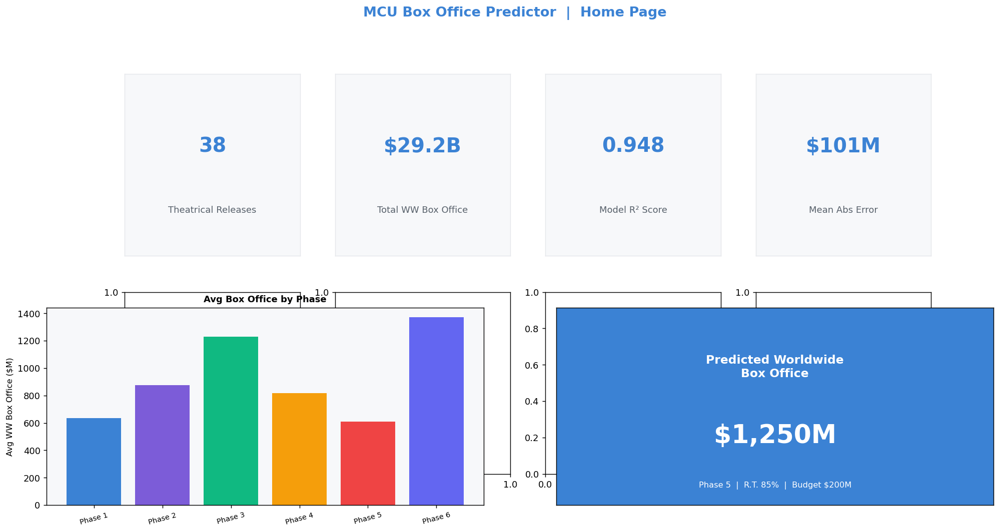 MCU Box Office Predictor | Home Page
38
Theatrical Releases
$29.2B
Total WW Box Office
0.948
Model R² Score
$101M
Mean Abs Error
1.0
1.0
1.0
Avg Box Office by Phase
Avg WW Box Office ($M)
1400
1200
1000
800
600
400
200
0
Phase 1
Phase 2
Phase 3
Phase 4
Phase 5
Phase 6
1.0
0.8
0.6
0.4
0.2
0.0
0.0
1.0
Predicted Worldwide
Box Office
$1,250M
Phase 5 | R.T. 85% | Budget $200M